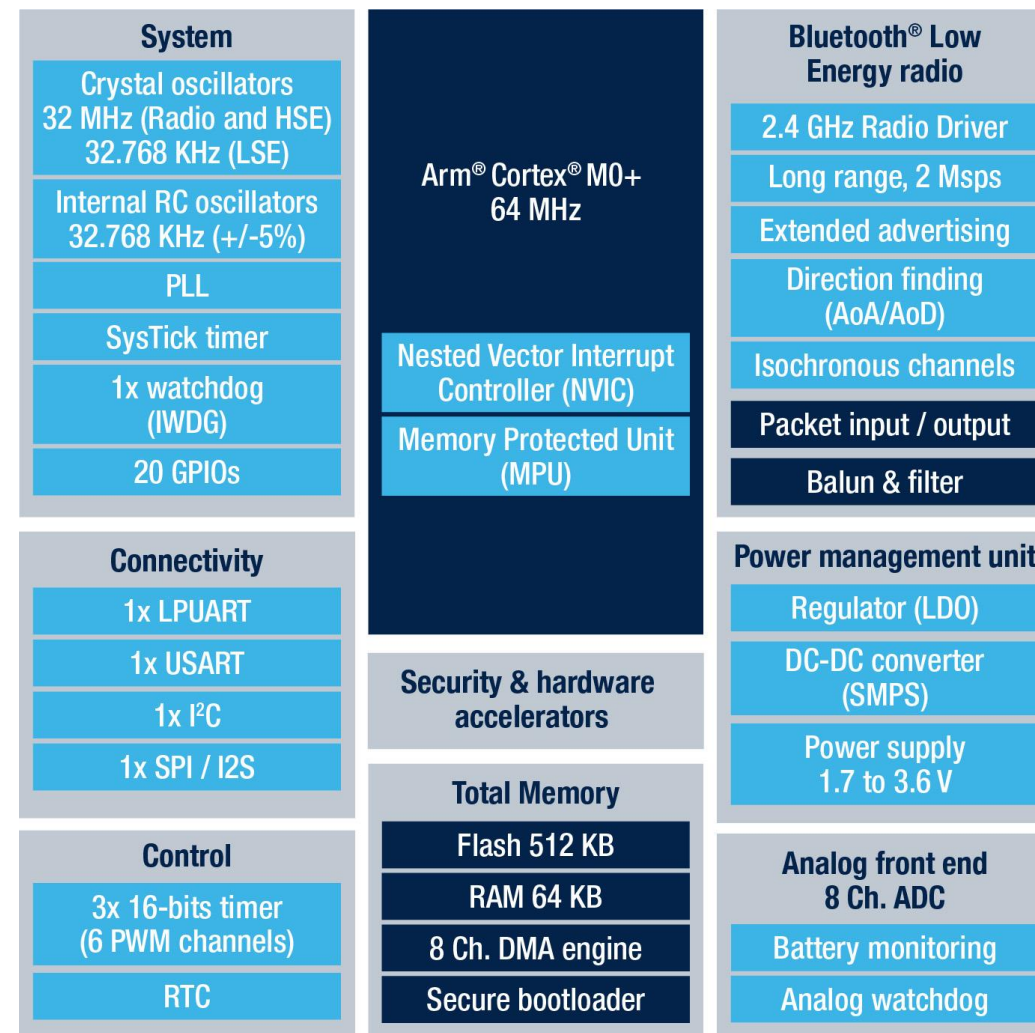 System
Crystal oscillators
32 MHz (Radio and HSE)
32.768 KHz (LSE)
Internal RC oscillators
32.768 KHz (+/-5%)
PLL
SysTick timer
1x watchdog
(IWDG)
20 GPIOs
Connectivity
1x LPUART
1x USART
1x I²C
1x SPI / I2S
Control
3x 16-bits timer
(6 PWM channels)
RTC
Arm® Cortex® M0+
64 MHz
Nested Vector Interrupt
Controller (NVIC)
Memory Protected Unit
(MPU)
Security & hardware
accelerators
Total Memory
Flash 512 KB
RAM 64 KB
8 Ch. DMA engine
Secure bootloader
Bluetooth® Low
Energy radio
2.4 GHz Radio Driver
Long range, 2 Msps
Extended advertising
Direction finding
(AoA/AoD)
Isochronous channels
Packet input / output
Balun & filter
Power management unit
Regulator (LDO)
DC-DC converter
(SMPS)
Power supply
1.7 to 3.6 V
Analog front end
8 Ch. ADC
Battery monitoring
Analog watchdog